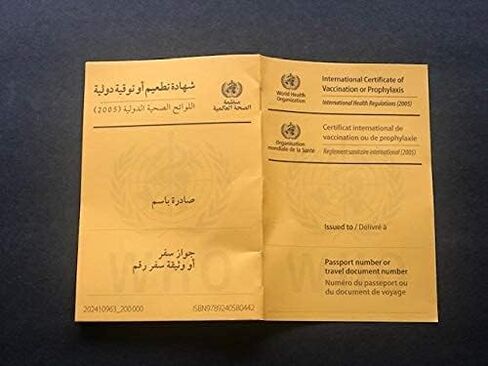 شهادة تطعيم أو توقية دولية
اللوائح الصحية الدولية (2005)
منظمة
الصحة العالمية
صادرة باسم
جواز سفر
أو وثيقة سفر رقم
202410963_200000
ISBN9789240580442
World Health
Organization
International Certificate of
Vaccination or Prophylaxis
International Health Regulations (2005)
Organisation
mondiale de la Santé
Certificat international de
vaccination ou de prophylaxie
Règlement sanitaire international (2005)
Issued to / Délivré à
Passport number or
travel document number
Numéro du passeport ou
du document de voyage